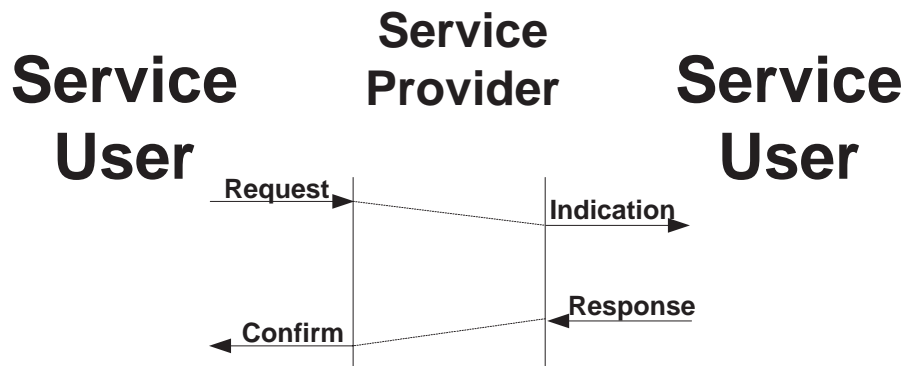 Service
Provider
Service
User
Service
User
Request
Indication
Response
Confirm